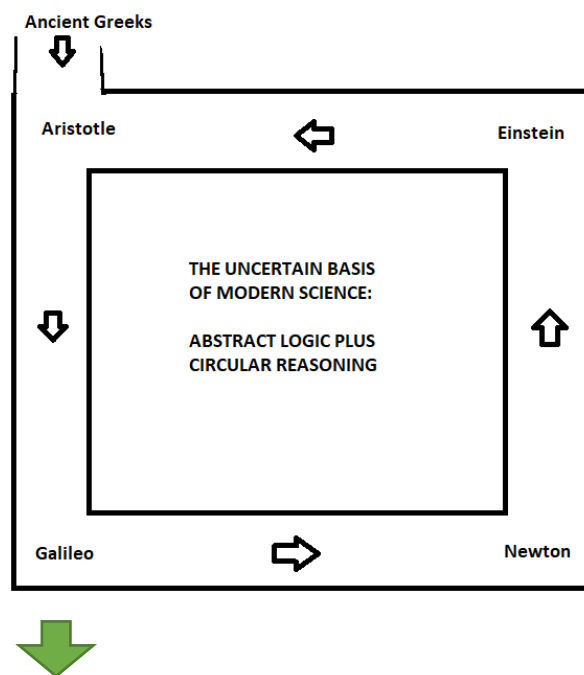 Ancient Greeks
Aristotle
Einstein
THE UNCERTAIN BASIS
OF MODERN SCIENCE:
ABSTRACT LOGIC PLUS
CIRCULAR REASONING
Galileo
Newton